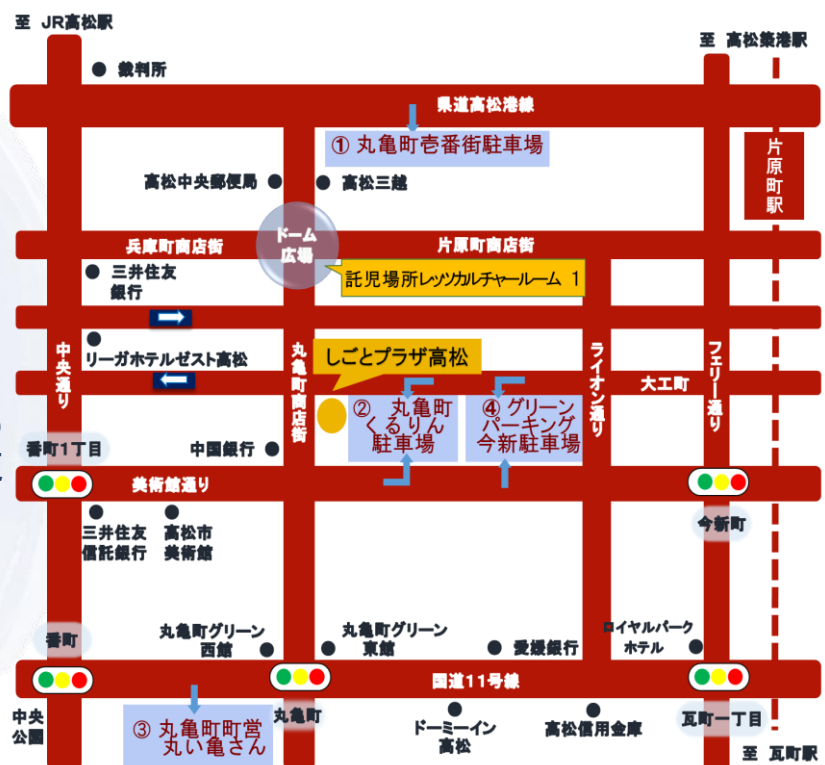 至 JR高松駅
至 高松築港駅
裁判所
県道高松港線
① 丸亀町壱番街駐車場
片原町駅
高松中央郵便局
高松三越
兵庫町商店街
ドーム
広場
片原町商店街
三井住友
銀行
託児場所レッツカルチャールーム 1
中央通り
リーガホテルゼスト高松
丸亀町商店街
しごとプラザ高松
ライオン通り
大工町
フェリー通り
② 丸亀町
くるりん
駐車場
④ グリーン
パーキング
今新駐車場
番町1丁目
中国銀行
美術館通り
今新町
三井住友
信託銀行
高松市
美術館
番町
丸亀町グリーン
西館
丸亀町グリーン
東館
愛媛銀行
ロイヤルパーク
ホテル
国道11号線
中央
公園
③ 丸亀町町営
丸い亀さん
丸亀町
ドーミーイン
高松
高松信用金庫
瓦町一丁目
至 瓦町駅